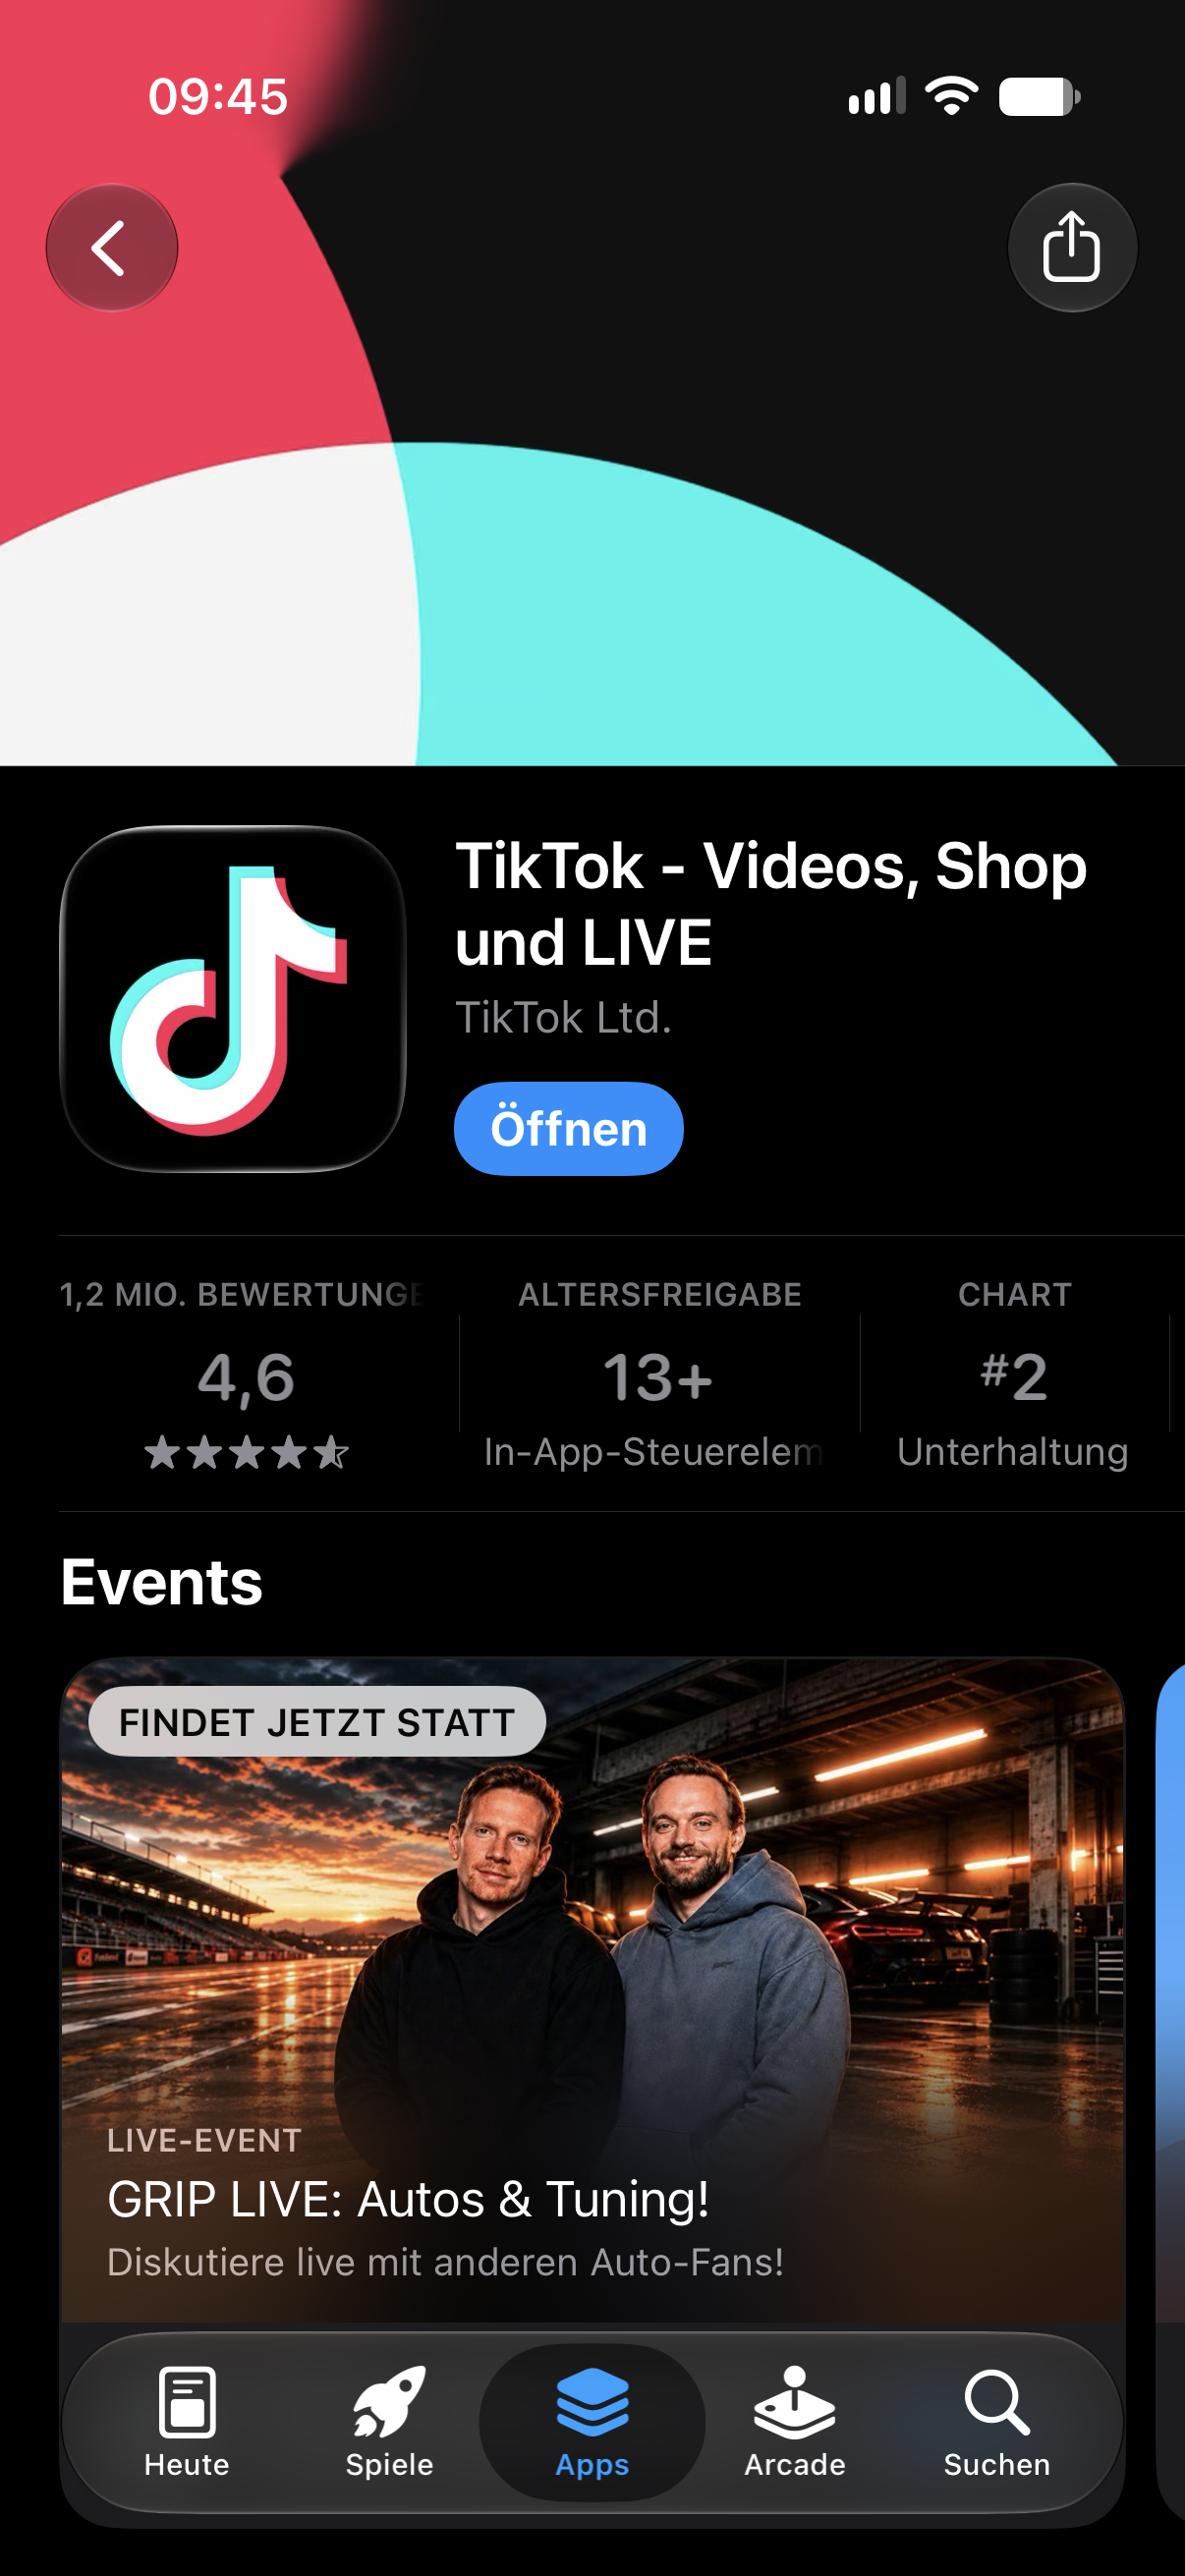 09:45
TikTok - Videos, Shop
und LIVE
TikTok Ltd.
Öffnen
1,2 MIO. BEWERTUNGE
4,6
ALTERSFREIGABE
13+
In-App-Steuerelem
CHART
#2
Unterhaltung
Events
FINDET JETZT STATT
LIVE-EVENT
GRIP LIVE: Autos & Tuning!
Diskutiere live mit anderen Auto-Fans!
Heute
Spiele
Apps
Arcade
Suchen